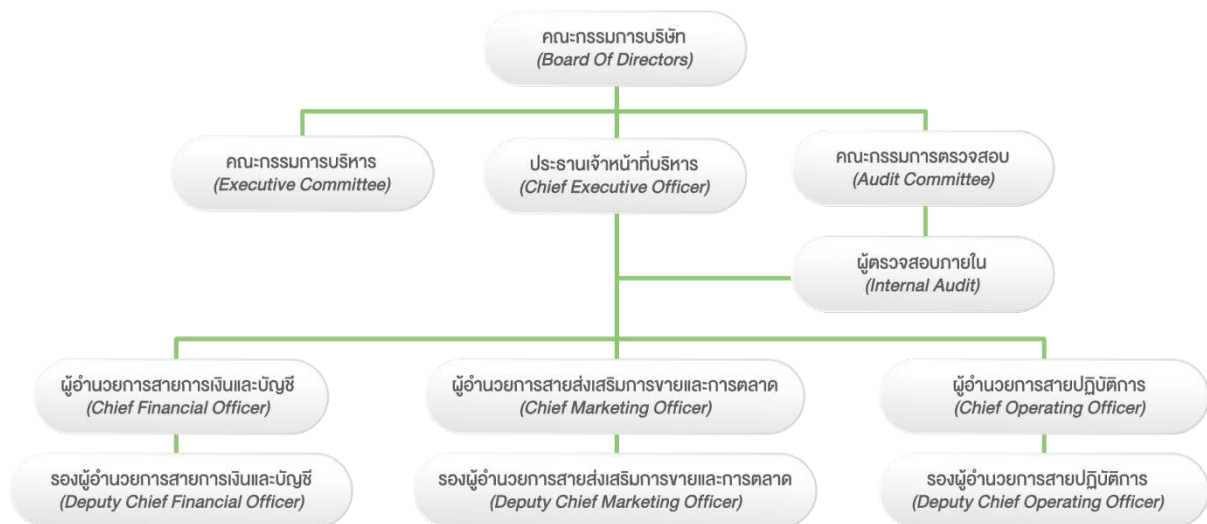 คณะกรรมการบริษัท
(Board Of Directors)
คณะกรรมการบริหาร
(Executive Committee)
ประธานเจ้าหน้าที่บริหาร
(Chief Executive Officer)
คณะกรรมการตรวจสอบ
(Audit Committee)
ผู้ตรวจสอบภายใน
(Internal Audit)
ผู้อำนวยการสายการเงินและบัญชี
(Chief Financial Officer)
ผู้อำนวยการสายส่งเสริมการขายและการตลาด
(Chief Marketing Officer)
ผู้อำนวยการสายปฏิบัติการ
(Chief Operating Officer)
รองผู้อำนวยการสายการเงินและบัญชี
(Deputy Chief Financial Officer)
รองผู้อำนวยการสายส่งเสริมการขายและการตลาด
(Deputy Chief Marketing Officer)
รองผู้อำนวยการสายปฏิบัติการ
(Deputy Chief Operating Officer)